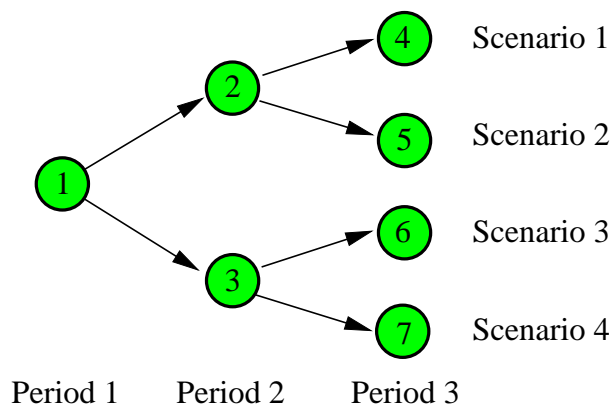 4 Scenario 1
2
5 Scenario 2
1
6 Scenario 3
3
7 Scenario 4
Period 1 Period 2 Period 3